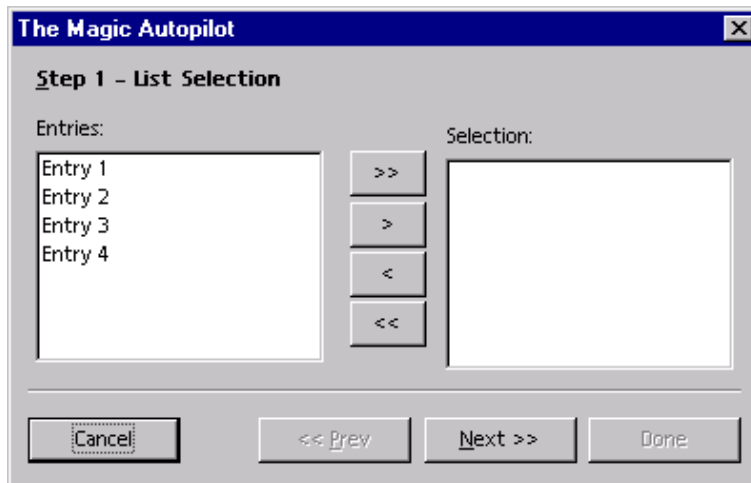 The Magic Autopilot
Step 1 - List Selection
Entries:
Selection:
Entry 1
Entry 2
Entry 3
Entry 4
>>
>
<
<<
Cancel
<< Prev
Next >>
Done